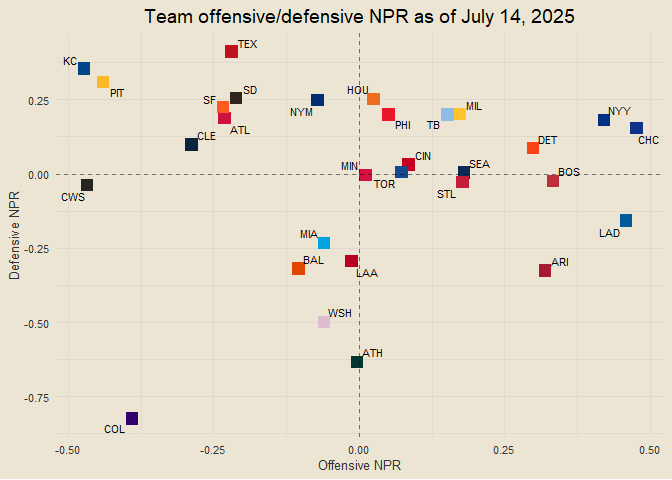 Team offensive/defensive NPR as of July 14, 2025
TEX
KC
PIT
SD
SF
ATL
CLE
NYM
HOU
PHI
TB
MIL
NYY
CHC
DET
CIN
SEA
MIN
TOR
STL
BOS
CWS
LAD
MIA
BAL
LAA
ARI
WSH
ATH
COL
0.25
0.00
-0.25
-0.50
-0.75
Defensive NPR
-0.50
-0.25
0.00
0.25
0.50
Offensive NPR